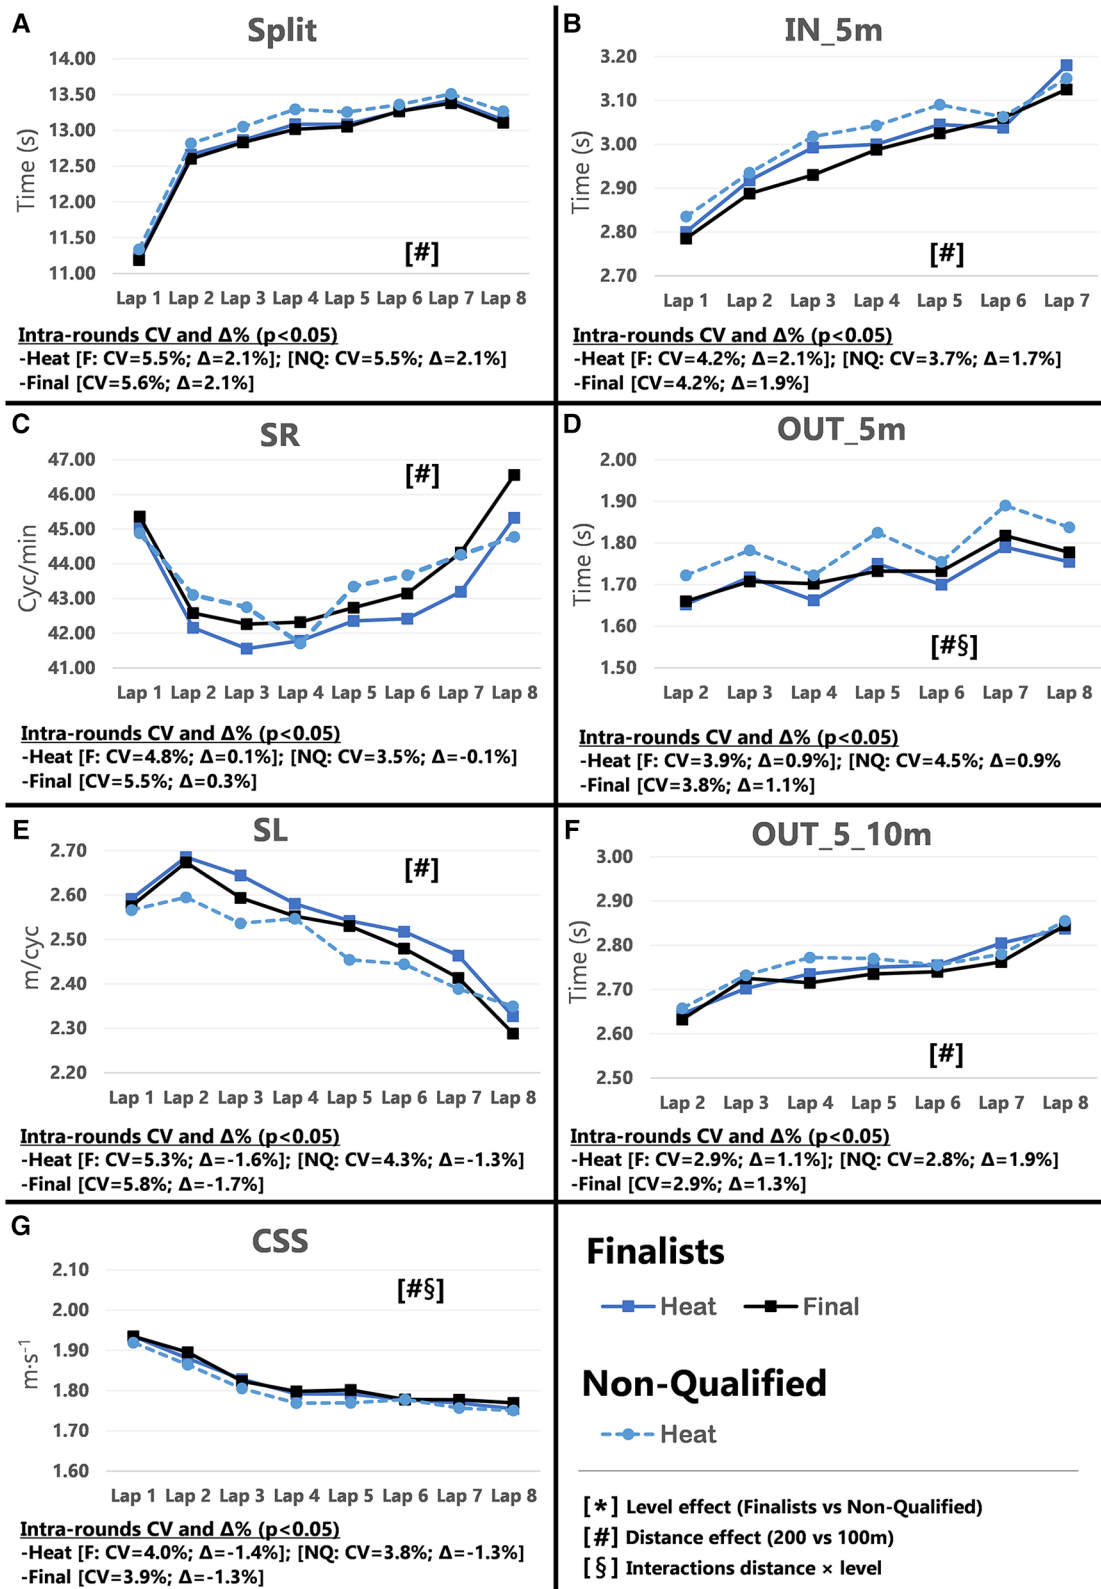 A
Split
14.00
13.50
13.00
12.50
12.00
11.50
11.00
Time (s)
[#]
Lap 1 Lap 2 Lap 3 Lap 4 Lap 5 Lap 6 Lap 7 Lap 8
Intra-rounds CV and Δ% (p<0.05)
-Heat [F: CV=5.5%; Δ=2.1%]; [NQ: CV=5.5%; Δ=2.1%]
-Final [CV=5.6%; Δ=2.1%]
B
IN_5m
3.20
3.10
3.00
2.90
2.80
2.70
Time (s)
[#]
Lap 1 Lap 2 Lap 3 Lap 4 Lap 5 Lap 6 Lap 7
Intra-rounds CV and Δ% (p<0.05)
-Heat [F: CV=4.2%; Δ=2.1%]; [NQ: CV=3.7%; Δ=1.7%]
-Final [CV=4.2%; Δ=1.9%]
C
SR
47.00
46.00
45.00
44.00
43.00
42.00
41.00
Cyc/min
[#]
Lap 1 Lap 2 Lap 3 Lap 4 Lap 5 Lap 6 Lap 7 Lap 8
Intra-rounds CV and Δ% (p<0.05)
-Heat [F: CV=4.8%; Δ=0.1%]; [NQ: CV=3.5%; Δ=-0.1%]
-Final [CV=5.5%; Δ=0.3%]
D
OUT_5m
2.00
1.90
1.80
1.70
1.60
1.50
Time (s)
[#§]
Lap 2 Lap 3 Lap 4 Lap 5 Lap 6 Lap 7 Lap 8
Intra-rounds CV and Δ% (p<0.05)
-Heat [F: CV=3.9%; Δ=0.9%]; [NQ: CV=4.5%; Δ=0.9%
-Final [CV=3.8%; Δ=1.1%]
E
SL
2.70
2.60
2.50
2.40
2.30
2.20
m/cyc
[#]
Lap 1 Lap 2 Lap 3 Lap 4 Lap 5 Lap 6 Lap 7 Lap 8
Intra-rounds CV and Δ% (p<0.05)
-Heat [F: CV=5.3%; Δ=-1.6%]; [NQ: CV=4.3%; Δ=-1.3%]
-Final [CV=5.8%; Δ=-1.7%]
F
OUT_5_10m
3.00
2.90
2.80
2.70
2.60
2.50
Time (s)
[#]
Lap 2 Lap 3 Lap 4 Lap 5 Lap 6 Lap 7 Lap 8
Intra-rounds CV and Δ% (p<0.05)
-Heat [F: CV=2.9%; Δ=1.1%]; [NQ: CV=2.8%; Δ=1.9%]
-Final [CV=2.9%; Δ=1.3%]
G
CSS
2.10
2.00
1.90
1.80
1.70
1.60
m·s⁻¹
[#§]
Lap 1 Lap 2 Lap 3 Lap 4 Lap 5 Lap 6 Lap 7 Lap 8
Intra-rounds CV and Δ% (p<0.05)
-Heat [F: CV=4.0%; Δ=-1.4%]; [NQ: CV=3.8%; Δ=-1.3%]
-Final [CV=3.9%; Δ=-1.3%]
Finalists
Heat Final
Non-Qualified
Heat
[*] Level effect (Finalists vs Non-Qualified)
[#] Distance effect (200 vs 100m)
[§] Interactions distance × level